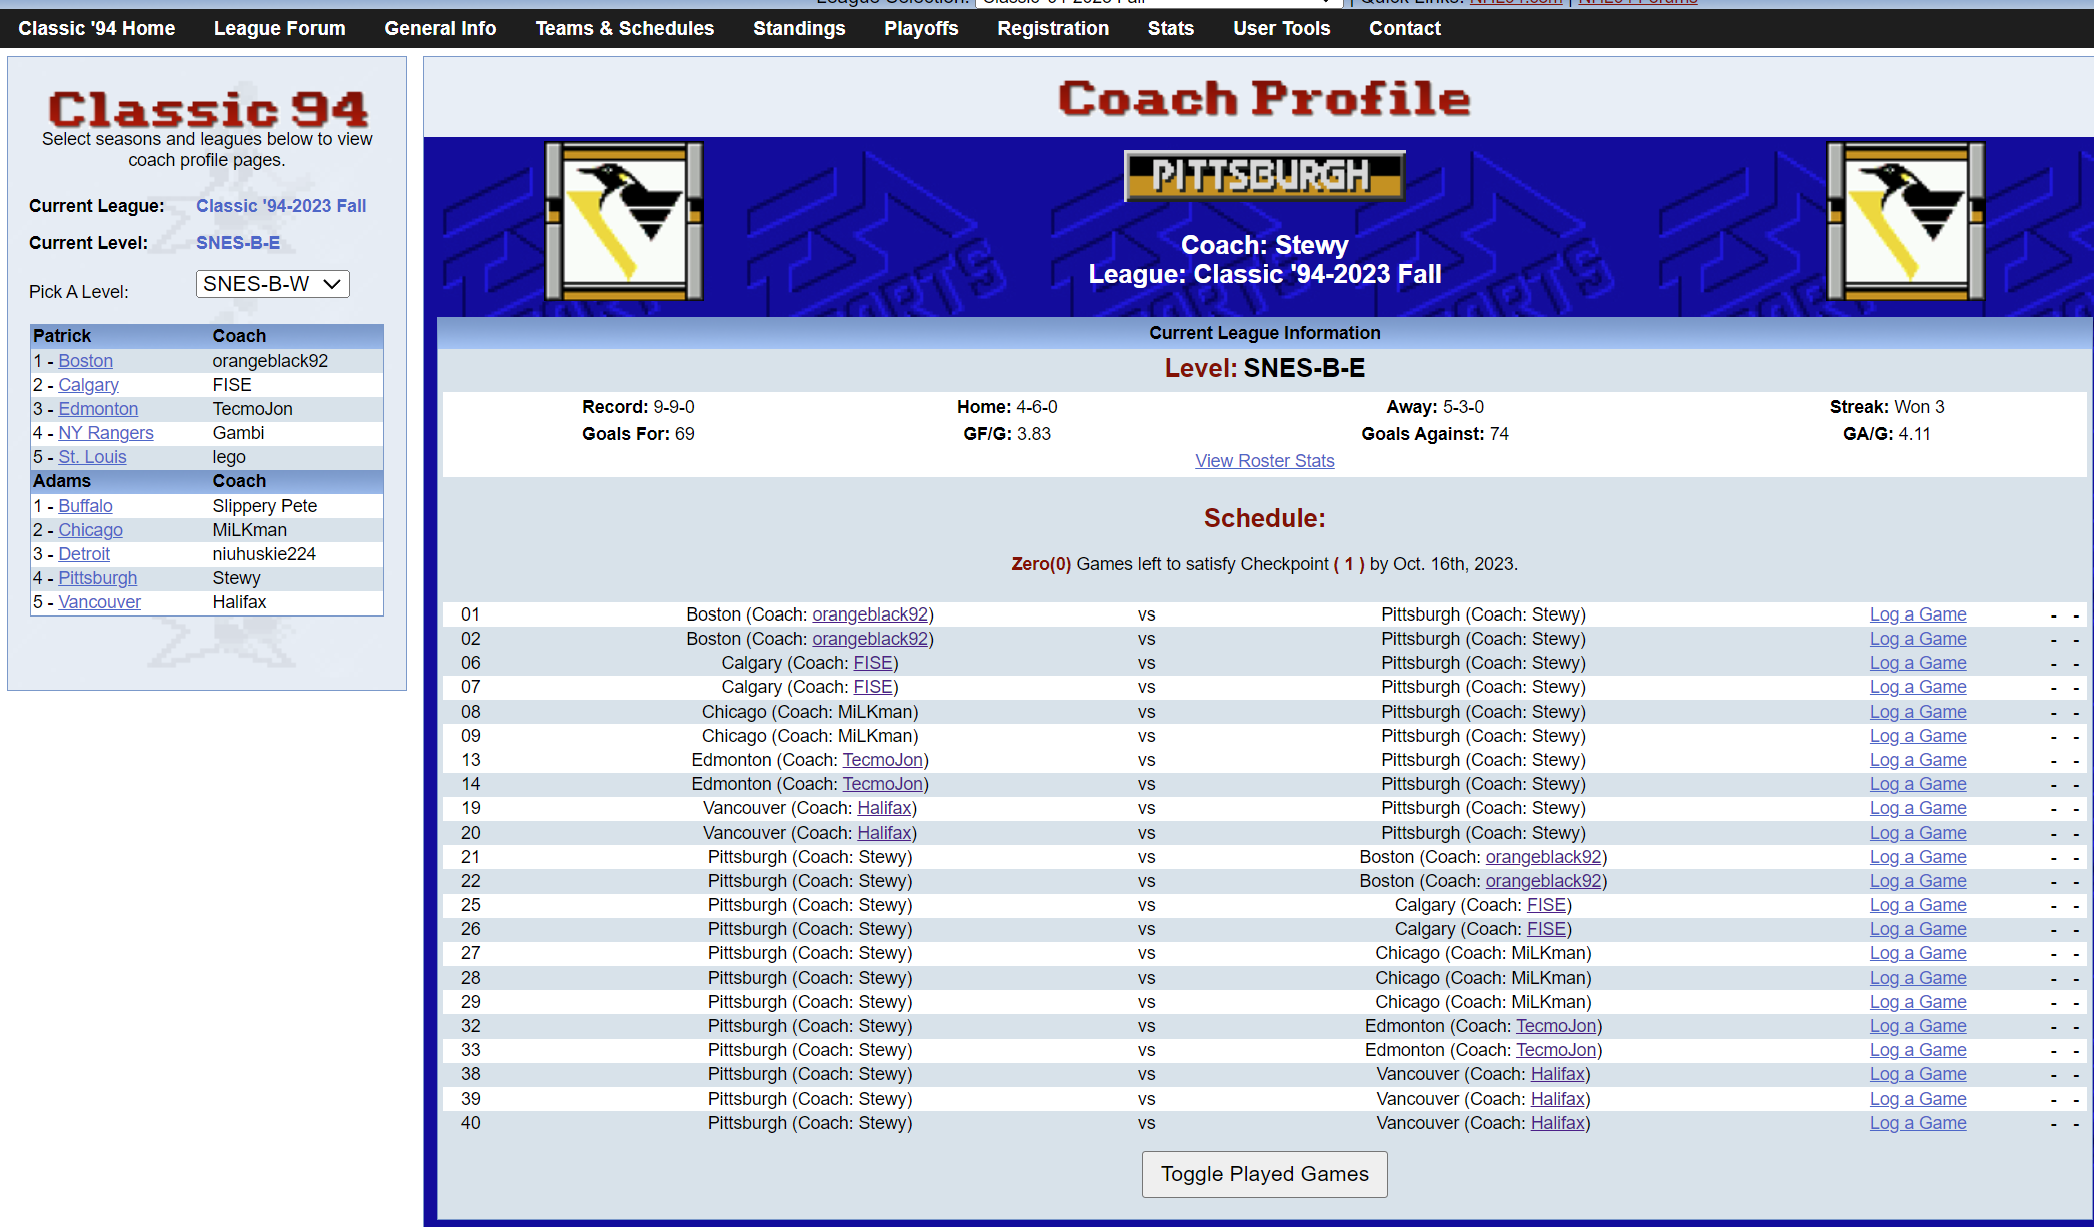 League Selection: Classic '94-2023 Fall | Quick Links: NHL94.com | NHL94 Forums
Classic '94 Home League Forum General Info Teams & Schedules Standings Playoffs Registration Stats User Tools Contact
Classic 94
Select seasons and leagues below to view
coach profile pages.
Current League: Classic '94-2023 Fall
Current Level: SNES-B-E
Pick A Level: SNES-B-W
Patrick Coach
1 - Boston orangeblack92
2 - Calgary FISE
3 - Edmonton TecmoJon
4 - NY Rangers Gambi
5 - St. Louis lego
Adams Coach
1 - Buffalo Slippery Pete
2 - Chicago MiLKman
3 - Detroit niuhuskie224
4 - Pittsburgh Stewy
5 - Vancouver Halifax
Coach Profile
PITTSBURGH
Coach: Stewy
League: Classic '94-2023 Fall
Current League Information
Level: SNES-B-E
Record: 9-9-0 Home: 4-6-0 Away: 5-3-0 Streak: Won 3
Goals For: 69 GF/G: 3.83 Goals Against: 74 GA/G: 4.11
View Roster Stats
Schedule:
Zero(0) Games left to satisfy Checkpoint ( 1 ) by Oct. 16th, 2023.
01 Boston (Coach: orangeblack92) vs Pittsburgh (Coach: Stewy) Log a Game - -
02 Boston (Coach: orangeblack92) vs Pittsburgh (Coach: Stewy) Log a Game - -
06 Calgary (Coach: FISE) vs Pittsburgh (Coach: Stewy) Log a Game - -
07 Calgary (Coach: FISE) vs Pittsburgh (Coach: Stewy) Log a Game - -
08 Chicago (Coach: MiLKman) vs Pittsburgh (Coach: Stewy) Log a Game - -
09 Chicago (Coach: MiLKman) vs Pittsburgh (Coach: Stewy) Log a Game - -
13 Edmonton (Coach: TecmoJon) vs Pittsburgh (Coach: Stewy) Log a Game - -
14 Edmonton (Coach: TecmoJon) vs Pittsburgh (Coach: Stewy) Log a Game - -
19 Vancouver (Coach: Halifax) vs Pittsburgh (Coach: Stewy) Log a Game - -
20 Vancouver (Coach: Halifax) vs Pittsburgh (Coach: Stewy) Log a Game - -
21 Pittsburgh (Coach: Stewy) vs Boston (Coach: orangeblack92) Log a Game - -
22 Pittsburgh (Coach: Stewy) vs Boston (Coach: orangeblack92) Log a Game - -
25 Pittsburgh (Coach: Stewy) vs Calgary (Coach: FISE) Log a Game - -
26 Pittsburgh (Coach: Stewy) vs Calgary (Coach: FISE) Log a Game - -
27 Pittsburgh (Coach: Stewy) vs Chicago (Coach: MiLKman) Log a Game - -
28 Pittsburgh (Coach: Stewy) vs Chicago (Coach: MiLKman) Log a Game - -
29 Pittsburgh (Coach: Stewy) vs Chicago (Coach: MiLKman) Log a Game - -
32 Pittsburgh (Coach: Stewy) vs Edmonton (Coach: TecmoJon) Log a Game - -
33 Pittsburgh (Coach: Stewy) vs Edmonton (Coach: TecmoJon) Log a Game - -
38 Pittsburgh (Coach: Stewy) vs Vancouver (Coach: Halifax) Log a Game - -
39 Pittsburgh (Coach: Stewy) vs Vancouver (Coach: Halifax) Log a Game - -
40 Pittsburgh (Coach: Stewy) vs Vancouver (Coach: Halifax) Log a Game - -
Toggle Played Games